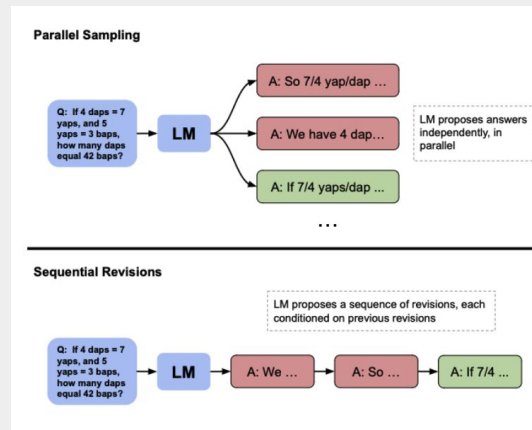 Parallel Sampling
Q: If 4 daps = 7
yaps, and 5
yaps = 3 baps,
how many daps
equal 42 baps?
LM
A: So 7/4 yap/dap ...
A: We have 4 dap...
A: If 7/4 yaps/dap ...
...
LM proposes answers
independently, in
parallel
Sequential Revisions
LM proposes a sequence of revisions, each
conditioned on previous revisions
Q: If 4 daps = 7
yaps, and 5
yaps = 3 baps,
how many daps
equal 42 baps?
LM
A: We ...
A: So ...
A: If 7/4 ...